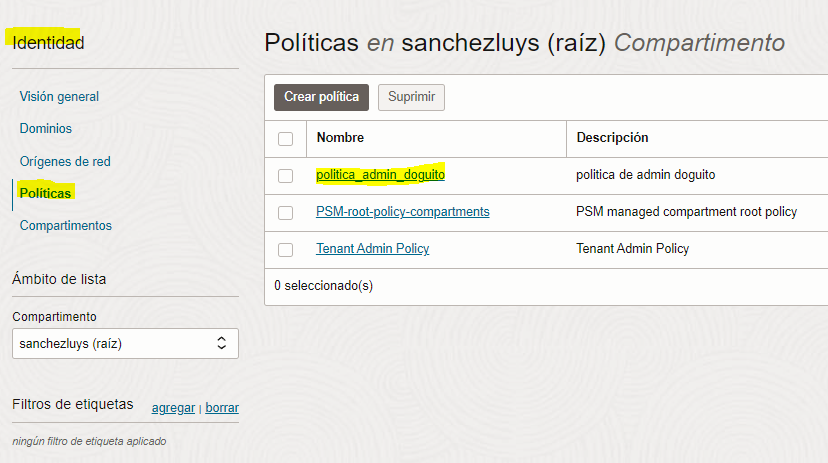 Identidad
Visión general
Dominios
Orígenes de red
Políticas
Compartimentos
Ámbito de lista
Compartimento
sanchezluys (raíz)
Filtros de etiquetas agregar | borrar
ningún filtro de etiqueta aplicado
Políticas en sanchezluys (raíz) Compartimento
Crear política Suprimir
Nombre Descripción
politica_admin_doguito politica de admin doguito
PSM-root-policy-compartments PSM managed compartment root policy
Tenant Admin Policy Tenant Admin Policy
0 seleccionado(s)